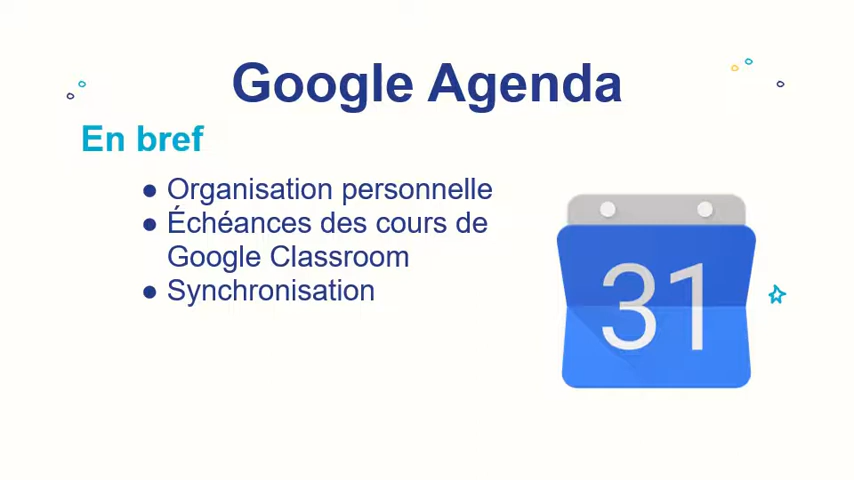 Google Agenda
En bref
● Organisation personnelle
● Échéances des cours de
Google Classroom
● Synchronisation
31